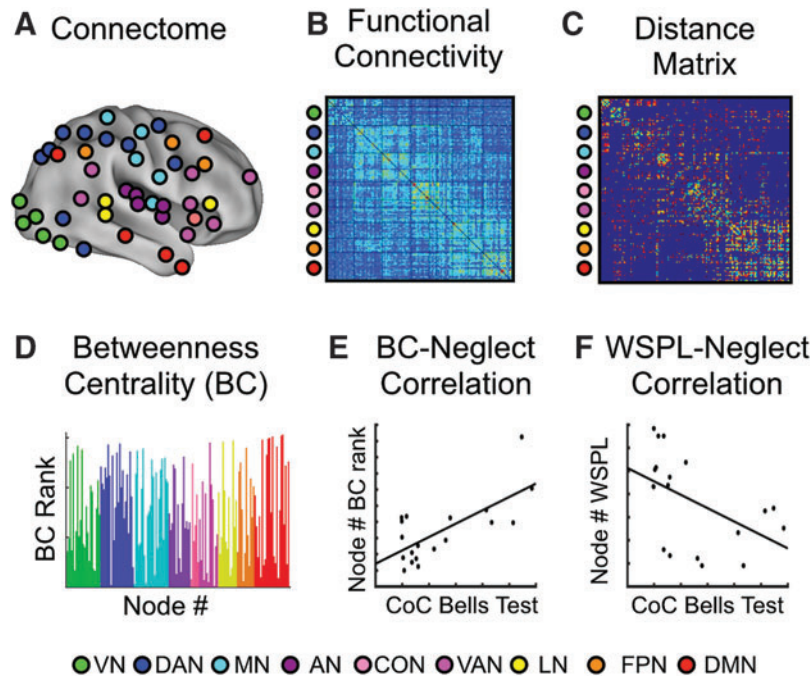 A Connectome
B Functional
Connectivity
C Distance
Matrix
D Betweenness
Centrality (BC)
BC Rank
Node #
E BC-Neglect
Correlation
Node # BC rank
CoC Bells Test
F WSPL-Neglect
Correlation
Node # WSPL
CoC Bells Test
VN DAN MN AN CON VAN LN FPN DMN